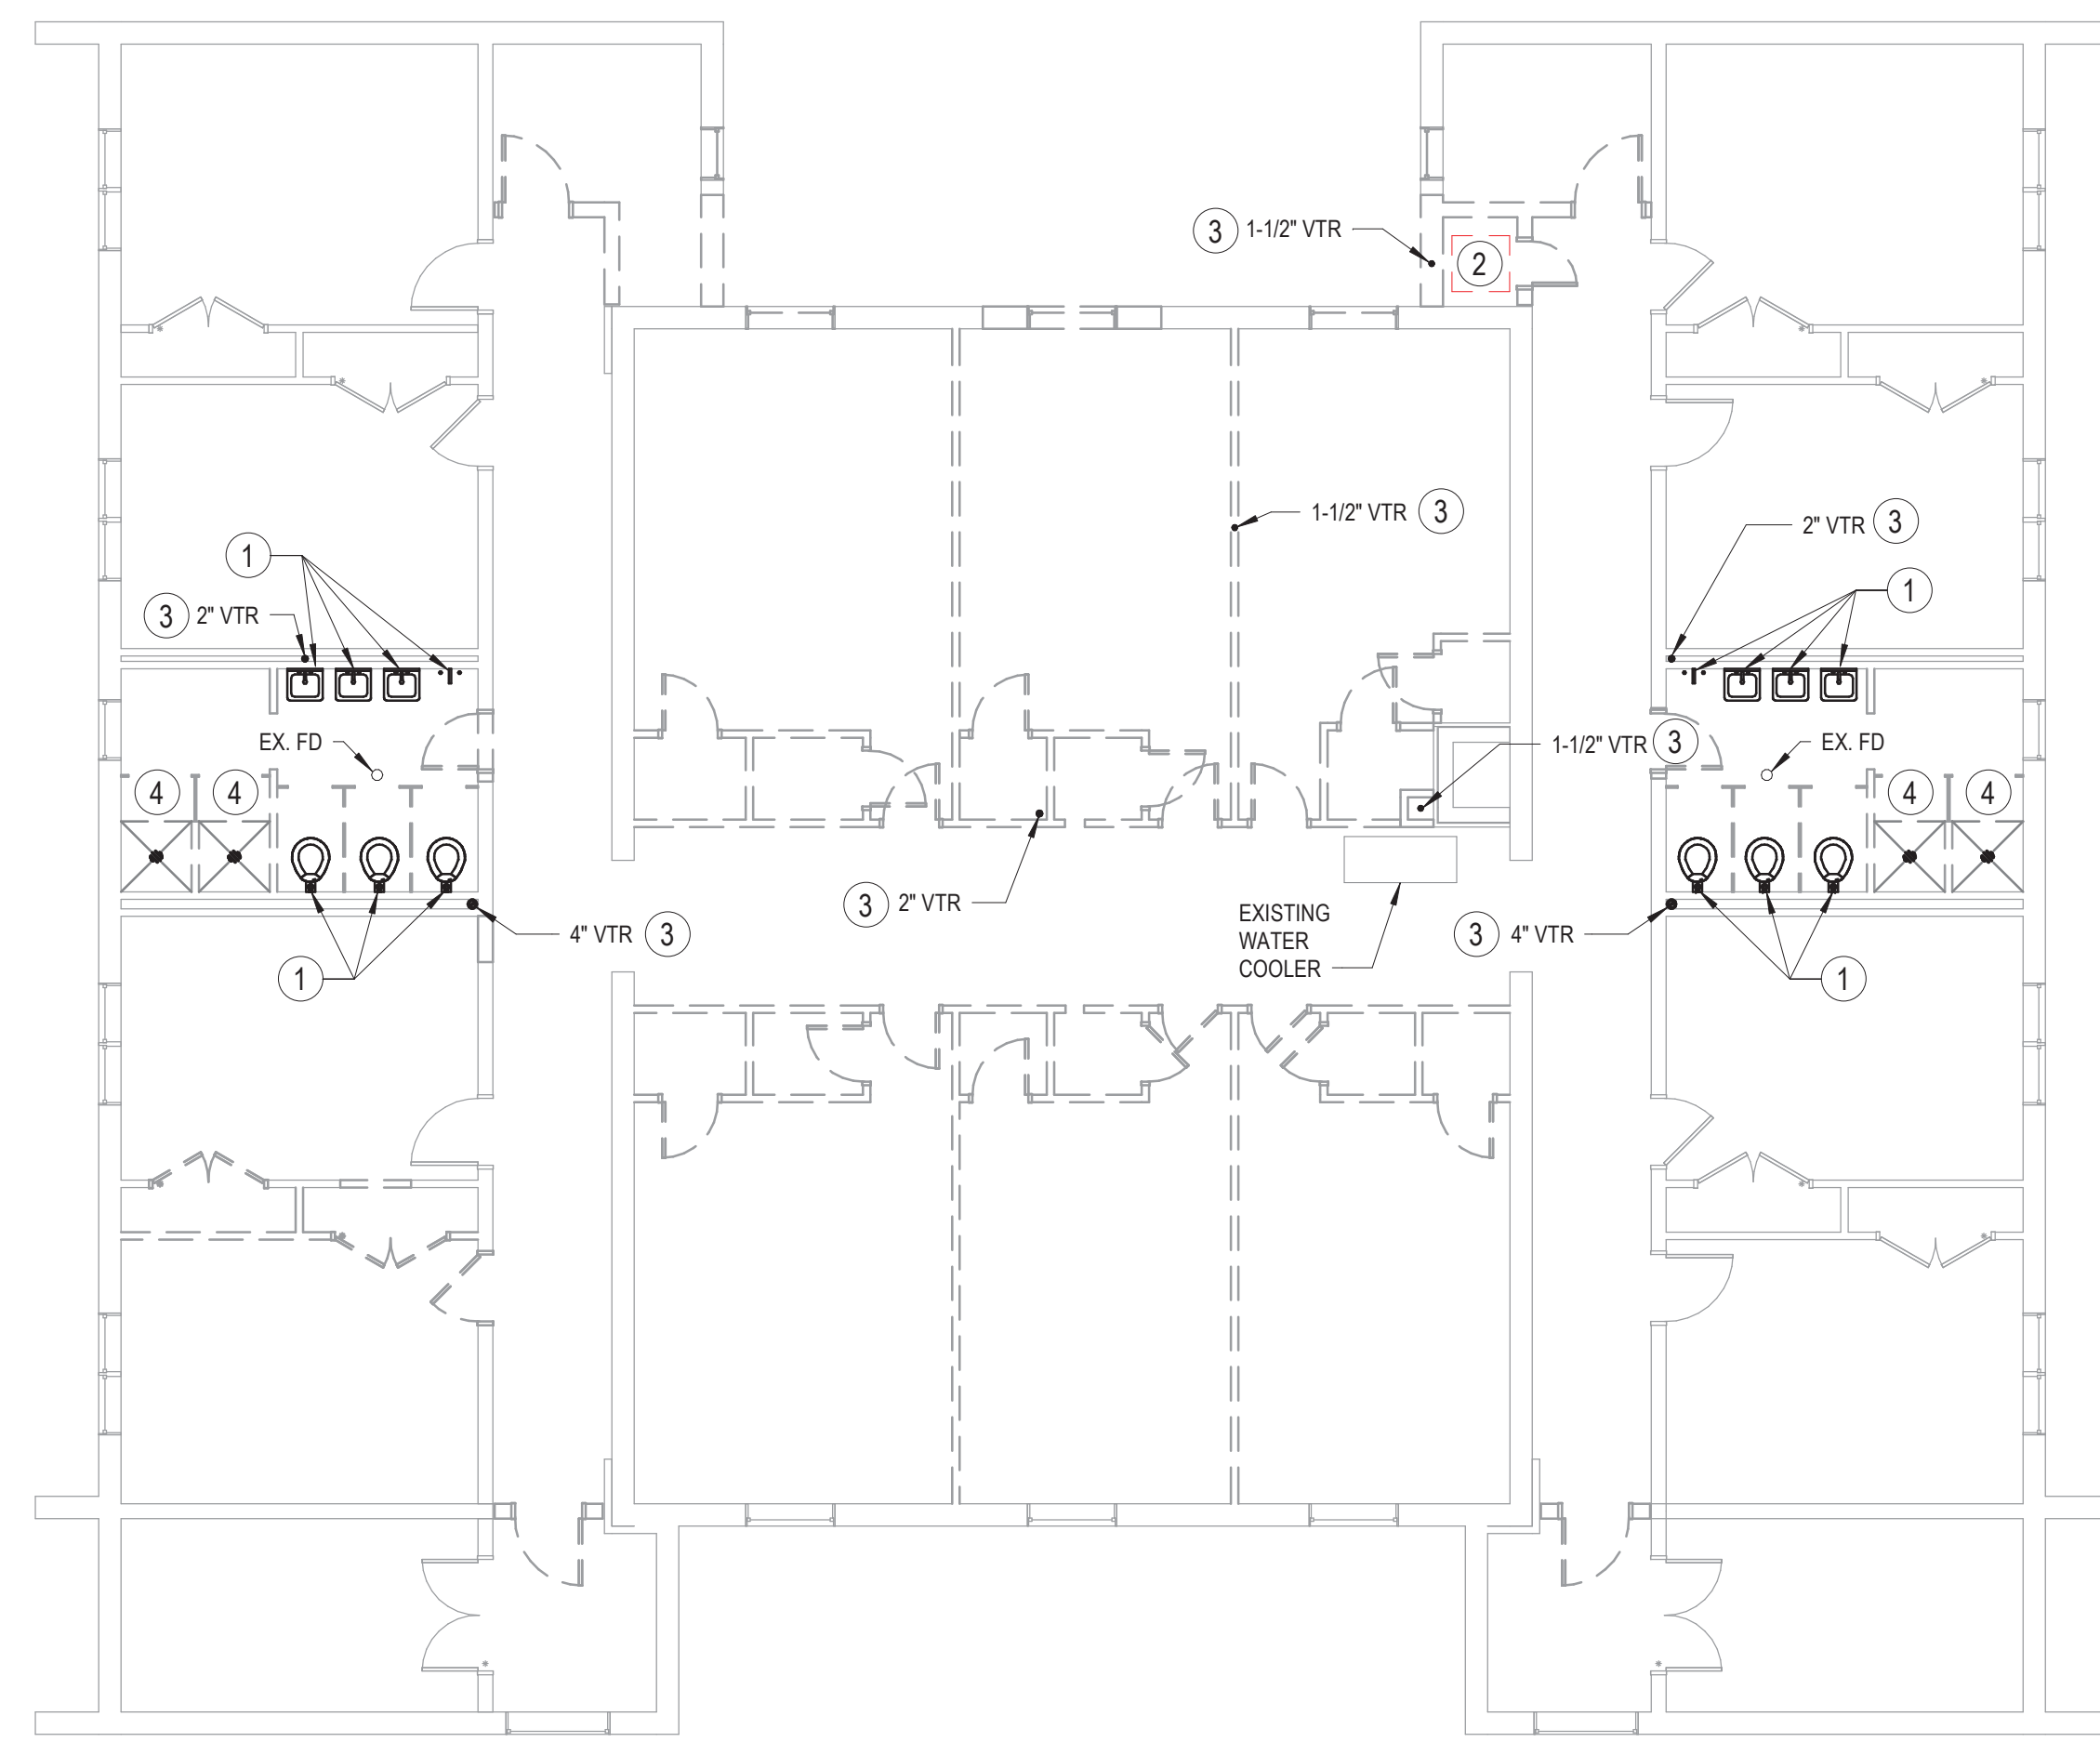 3 1-1/2" VTR
2
1-1/2" VTR 3
2" VTR 3
1
1
3 2" VTR
EX. FD
1-1/2" VTR 3
EX. FD
4 4
4 4
3 2" VTR
4" VTR 3
EXISTING
WATER
COOLER
3 4" VTR
1
1